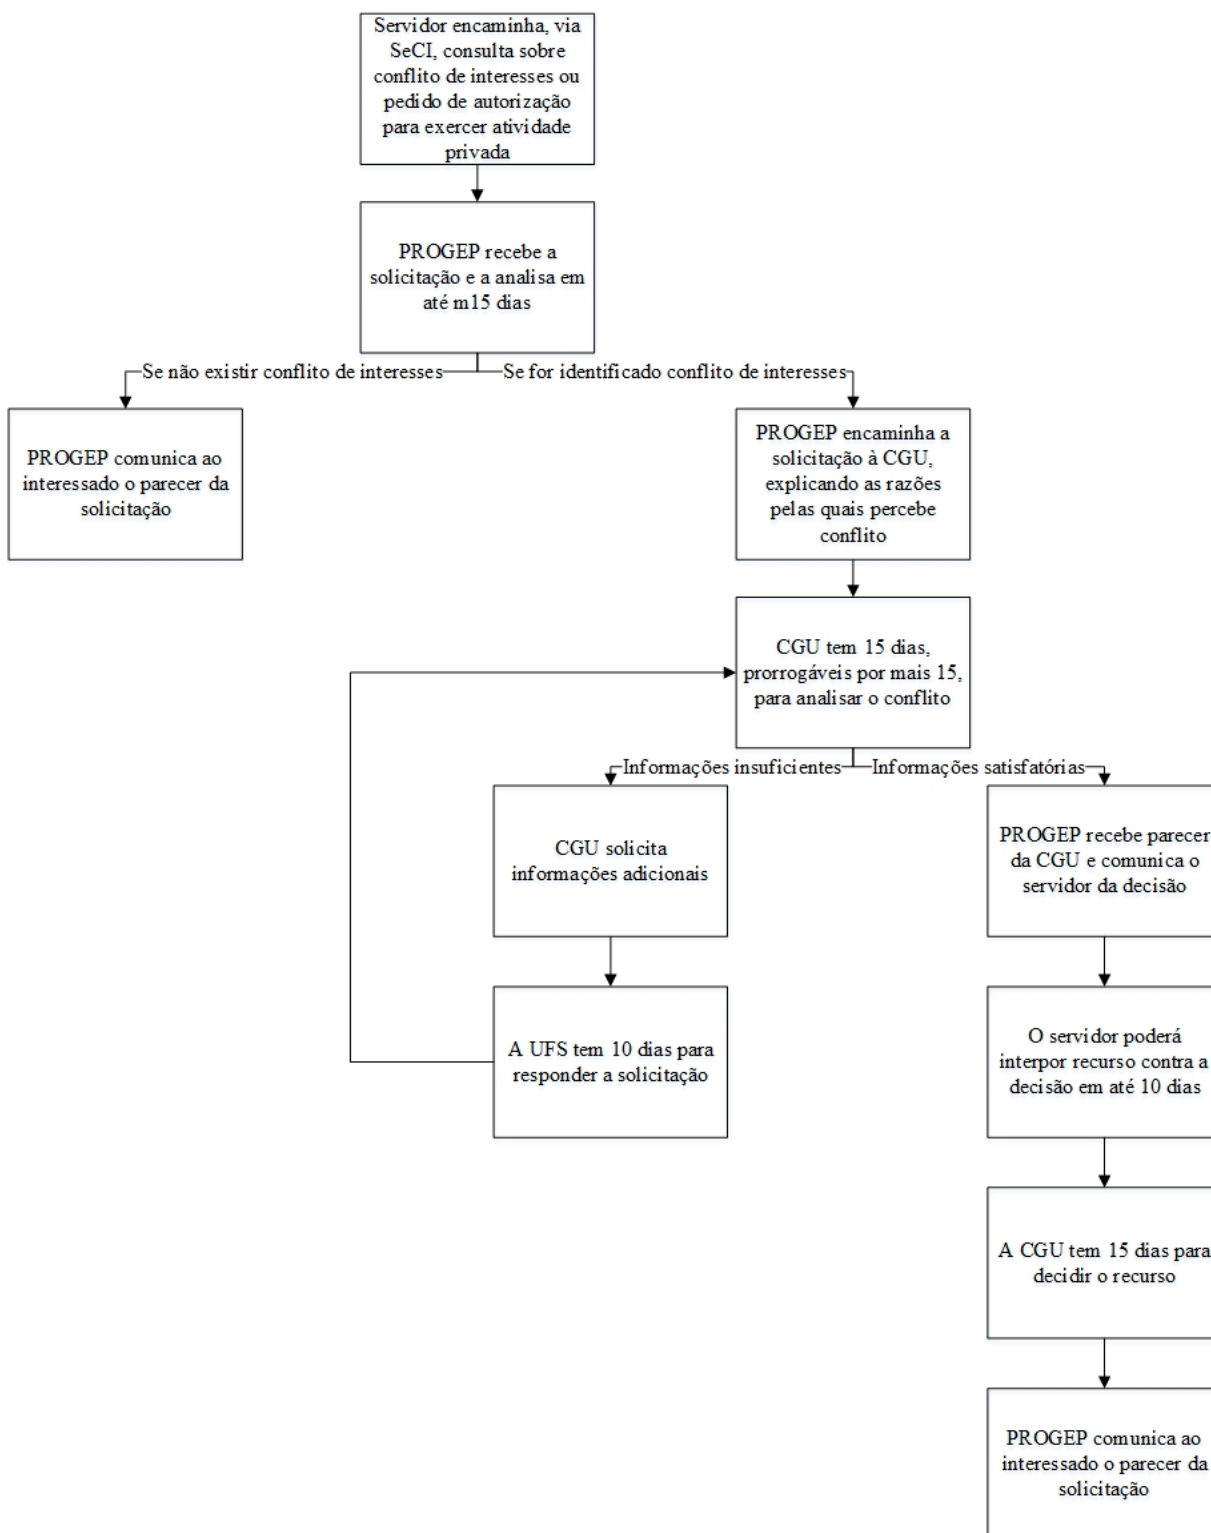 Servidor encaminha, via
SeCI, consulta sobre
conflito de interesses ou
pedido de autorização
para exercer atividade
privada
PROGEP recebe a
solicitação e a analisa em
até m15 dias
Se não existir conflito de interesses
Se for identificado conflito de interesses
PROGEP comunica ao
interessado o parecer da
solicitação
PROGEP encaminha a
solicitação à CGU,
explicando as razões
pelas quais percebe
conflito
CGU tem 15 dias,
prorrogáveis por mais 15,
para analisar o conflito
Informações insuficientes
Informações satisfatórias
CGU solicita
informações adicionais
PROGEP recebe parecer
da CGU e comunica o
servidor da decisão
A UFS tem 10 dias para
responder a solicitação
O servidor poderá
interpor recurso contra a
decisão em até 10 dias
A CGU tem 15 dias para
decidir o recurso
PROGEP comunica ao
interessado o parecer da
solicitação